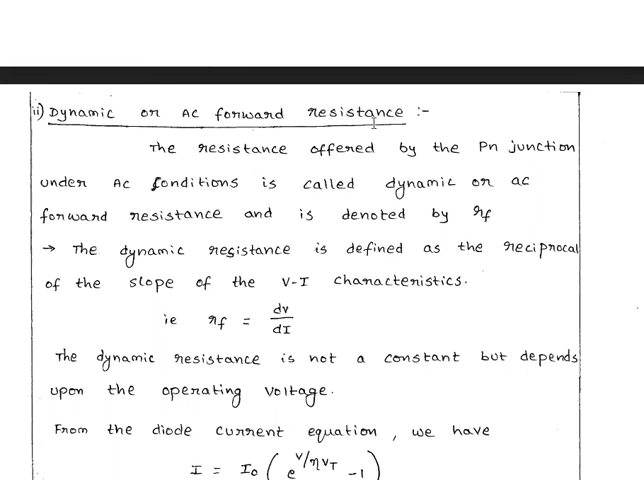 ii) Dynamic or AC forward resistance :-
The resistance offered by the Pn junction
under AC conditions is called dynamic or ac
forward resistance and is denoted by rf
→ The dynamic resistance is defined as the reciprocal
of the slope of the V-I characteristics.
ie rf = dv/dI
The dynamic resistance is not a constant but depends
upon the operating voltage.
From the diode current equation, we have
I = I₀ ( e^(V/ηVT) -1 )